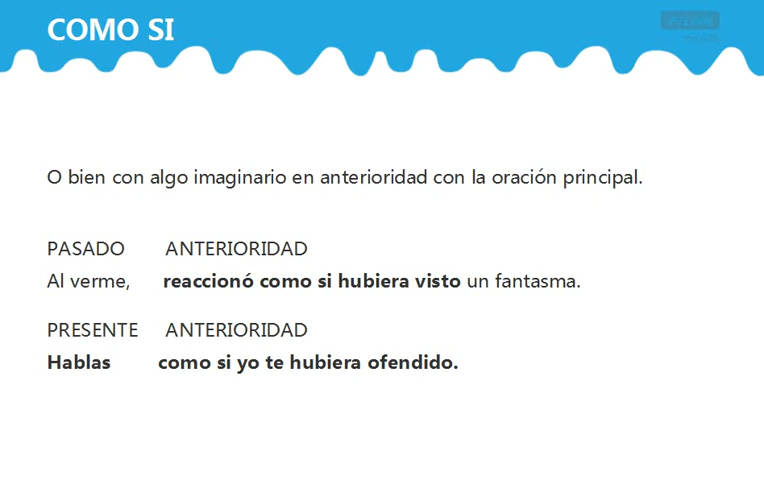 COMO SI
O bien con algo imaginario en anterioridad con la oración principal.
PASADO ANTERIORIDAD
Al verme, reaccionó como si hubiera visto un fantasma.
PRESENTE ANTERIORIDAD
Hablas como si yo te hubiera ofendido.